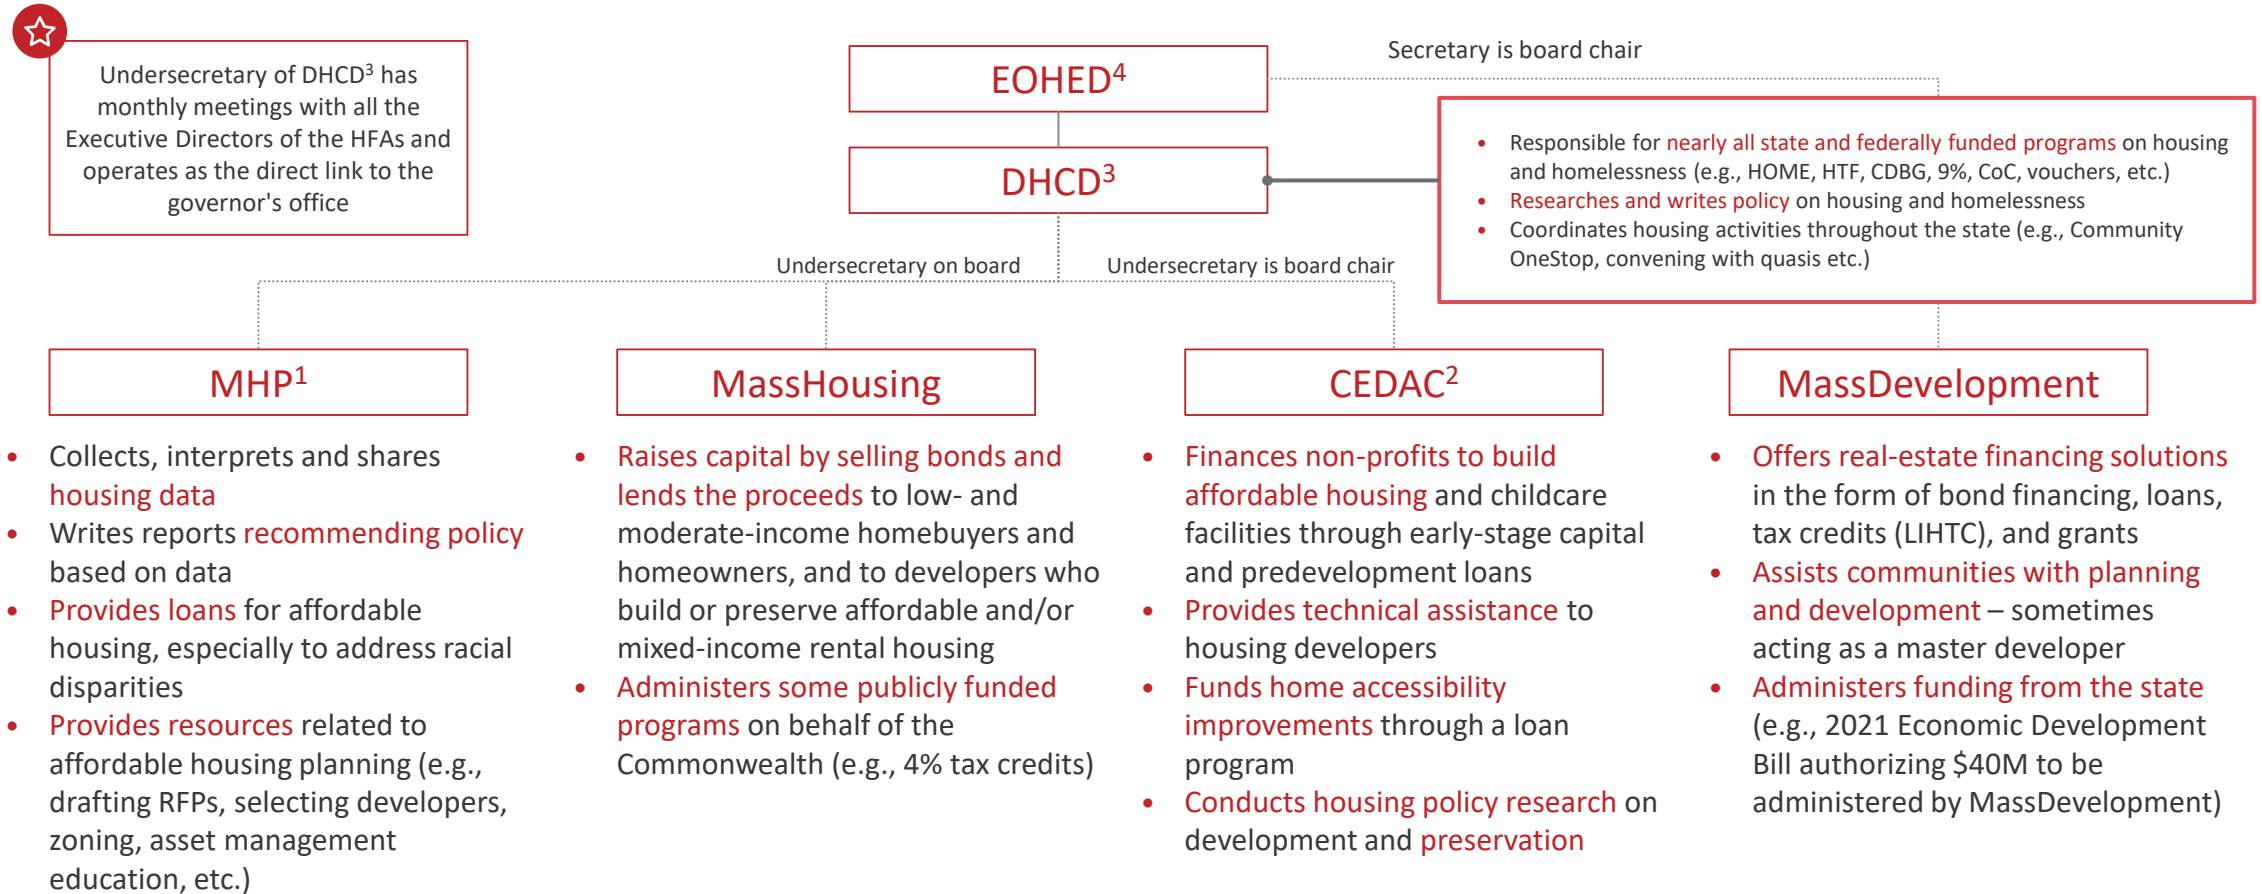 Undersecretary of DHCD³ has
monthly meetings with all the
Executive Directors of the HFAs and
operates as the direct link to the
governor's office
EOHED⁴
Secretary is board chair
DHCD³
• Responsible for nearly all state and federally funded programs on housing
and homelessness (e.g., HOME, HTF, CDBG, 9%, CoC, vouchers, etc.)
• Researches and writes policy on housing and homelessness
• Coordinates housing activities throughout the state (e.g., Community
OneStop, convening with quasis etc.)
Undersecretary on board
Undersecretary is board chair
MHP¹
• Collects, interprets and shares
housing data
• Writes reports recommending policy
based on data
• Provides loans for affordable
housing, especially to address racial
disparities
• Provides resources related to
affordable housing planning (e.g.,
drafting RFPs, selecting developers,
zoning, asset management
education, etc.)
MassHousing
• Raises capital by selling bonds and
lends the proceeds to low- and
moderate-income homebuyers and
homeowners, and to developers who
build or preserve affordable and/or
mixed-income rental housing
• Administers some publicly funded
programs on behalf of the
Commonwealth (e.g., 4% tax credits)
CEDAC²
• Finances non-profits to build
affordable housing and childcare
facilities through early-stage capital
and predevelopment loans
• Provides technical assistance to
housing developers
• Funds home accessibility
improvements through a loan
program
• Conducts housing policy research on
development and preservation
MassDevelopment
• Offers real-estate financing solutions
in the form of bond financing, loans,
tax credits (LIHTC), and grants
• Assists communities with planning
and development – sometimes
acting as a master developer
• Administers funding from the state
(e.g., 2021 Economic Development
Bill authorizing $40M to be
administered by MassDevelopment)